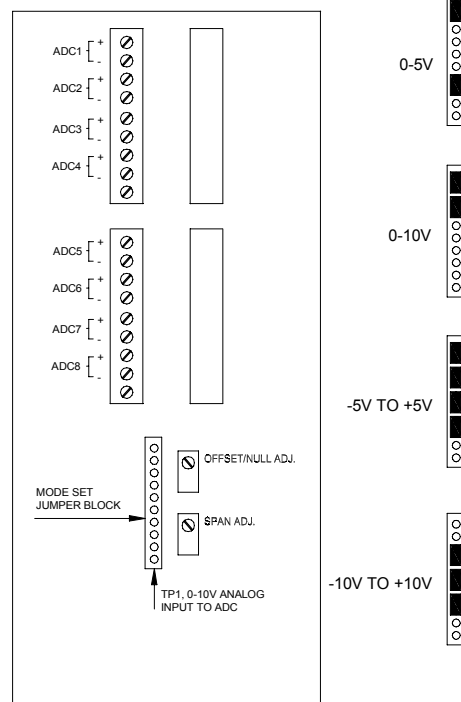 ADC1 + -
ADC2 + -
ADC3 + -
ADC4 + -
ADC5 + -
ADC6 + -
ADC7 + -
ADC8 + -
OFFSET/NULL ADJ.
MODE SET
JUMPER BLOCK
SPAN ADJ.
TP1, 0-10V ANALOG
INPUT TO ADC
0-5V
0-10V
-5V TO +5V
-10V TO +10V